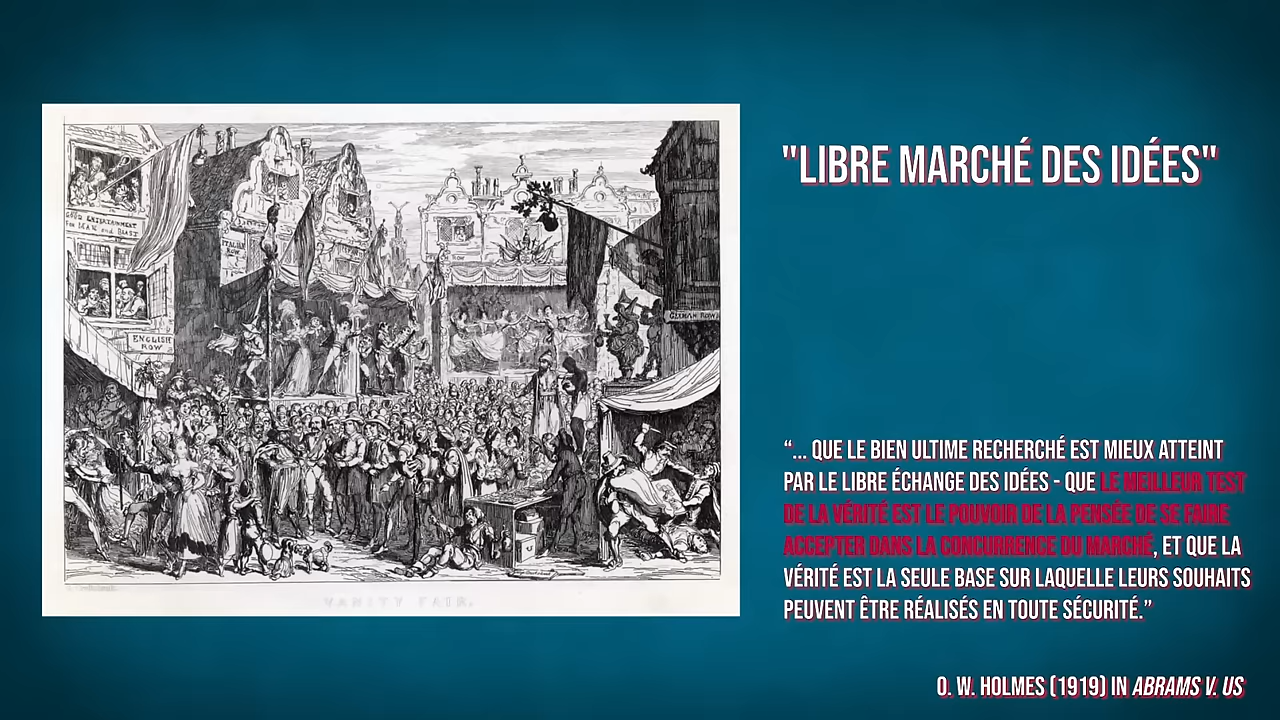 "LIBRE MARCHÉ DES IDÉES"
GOOD ENTERTAINMENT
For MAN and BEAST
ITALIAN
ROW
ROW
GERMAN ROW
ENGLISH
ROW
VANITY FAIR.
“... QUE LE BIEN ULTIME RECHERCHÉ EST MIEUX ATTEINT
PAR LE LIBRE ÉCHANGE DES IDÉES - QUE LE MEILLEUR TEST
DE LA VÉRITÉ EST LE POUVOIR DE LA PENSÉE DE SE FAIRE
ACCEPTER DANS LA CONCURRENCE DU MARCHÉ, ET QUE LA
VÉRITÉ EST LA SEULE BASE SUR LAQUELLE LEURS SOUHAITS
PEUVENT ÊTRE RÉALISÉS EN TOUTE SÉCURITÉ.”
O. W. HOLMES (1919) IN ABRAMS V. US